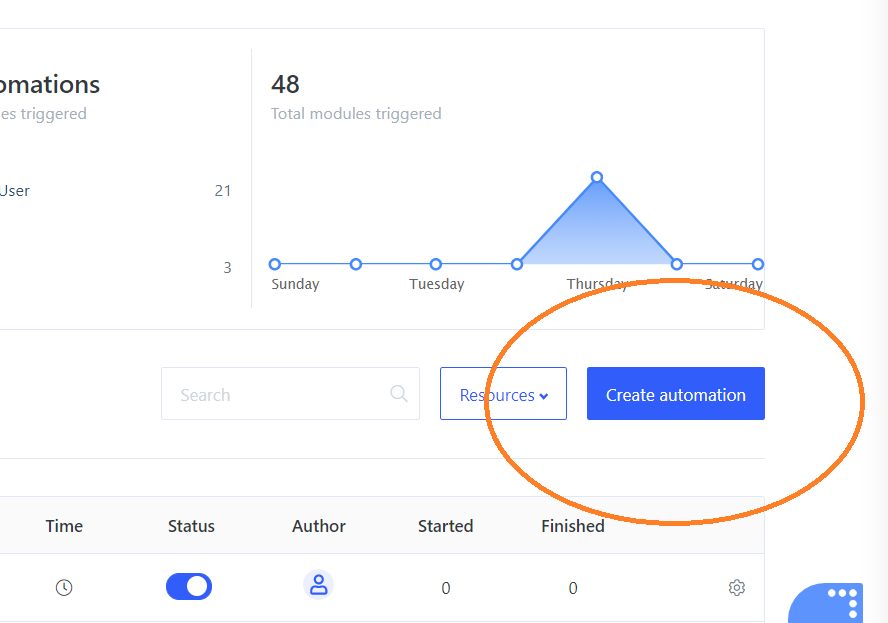 omations
es triggered
User
21
3
48
Total modules triggered
Sunday
Tuesday
Thursday
Saturday
Search
Resources
Create automation
Time Status Author Started Finished
0 0